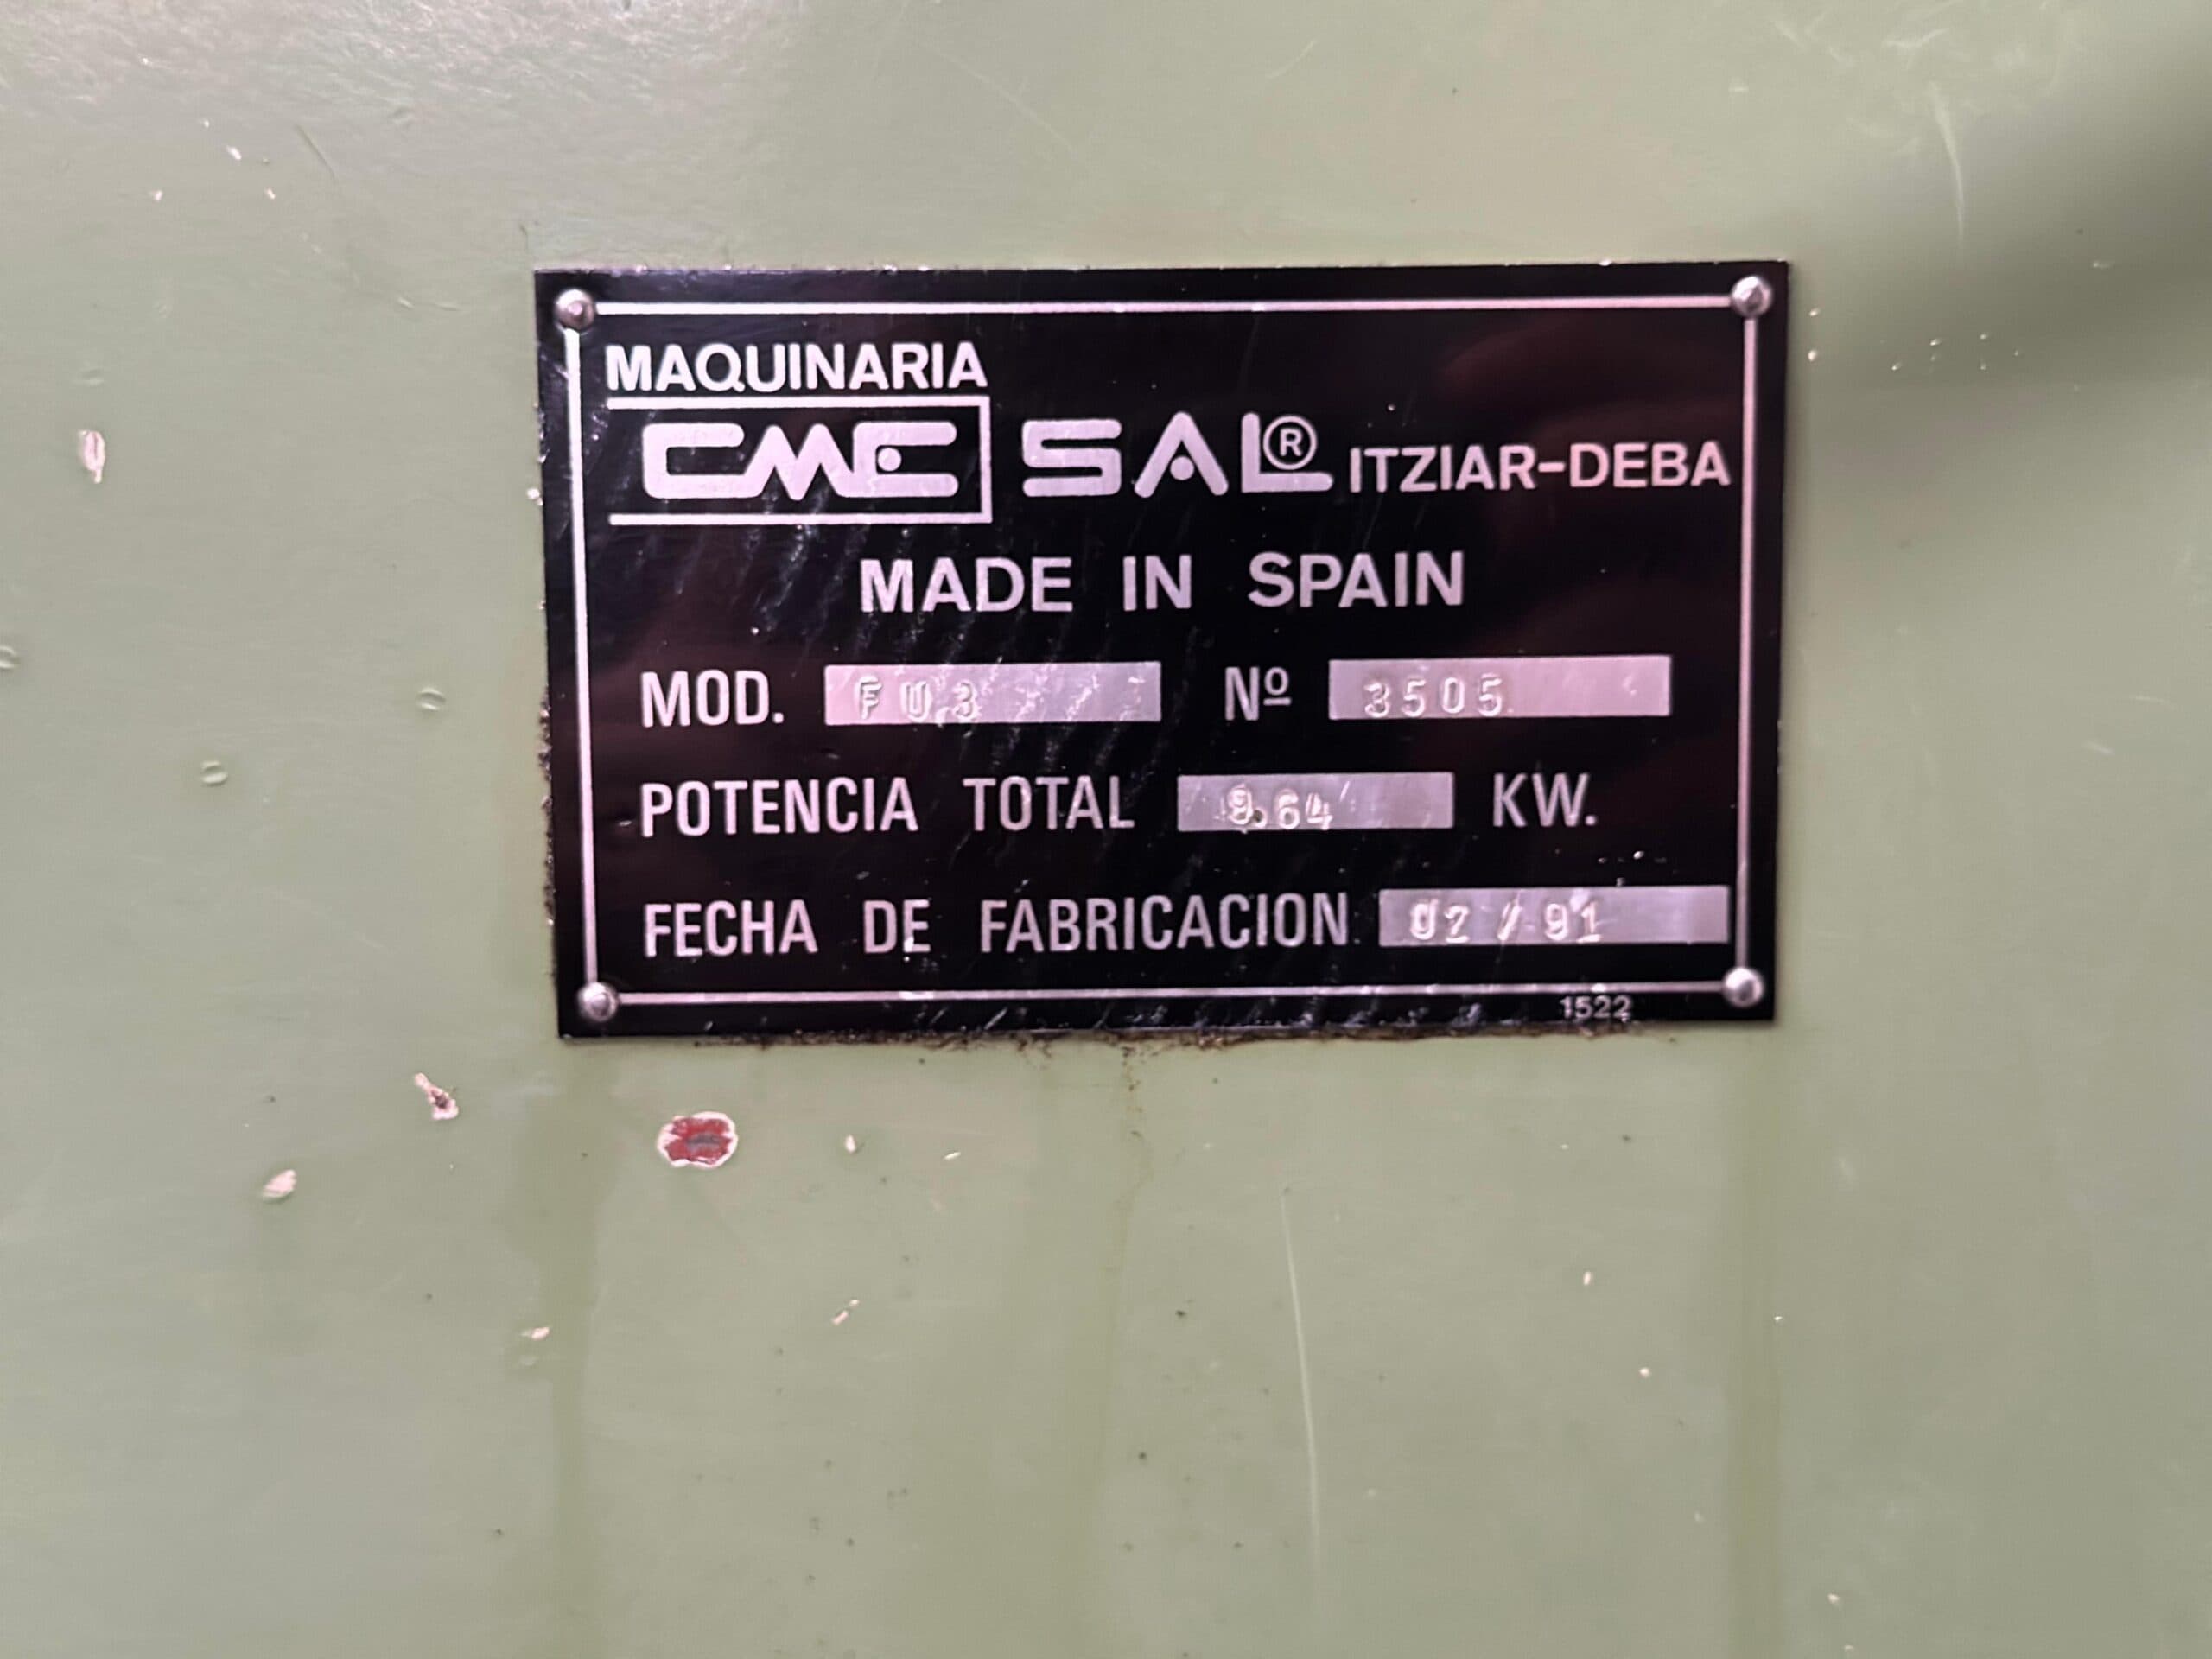 MAQUINARIA
CME SAL® ITZIAR-DEBA
MADE IN SPAIN
MOD. FU3 Nº 3505
POTENCIA TOTAL 9.64 KW.
FECHA DE FABRICACION 02/91
1522